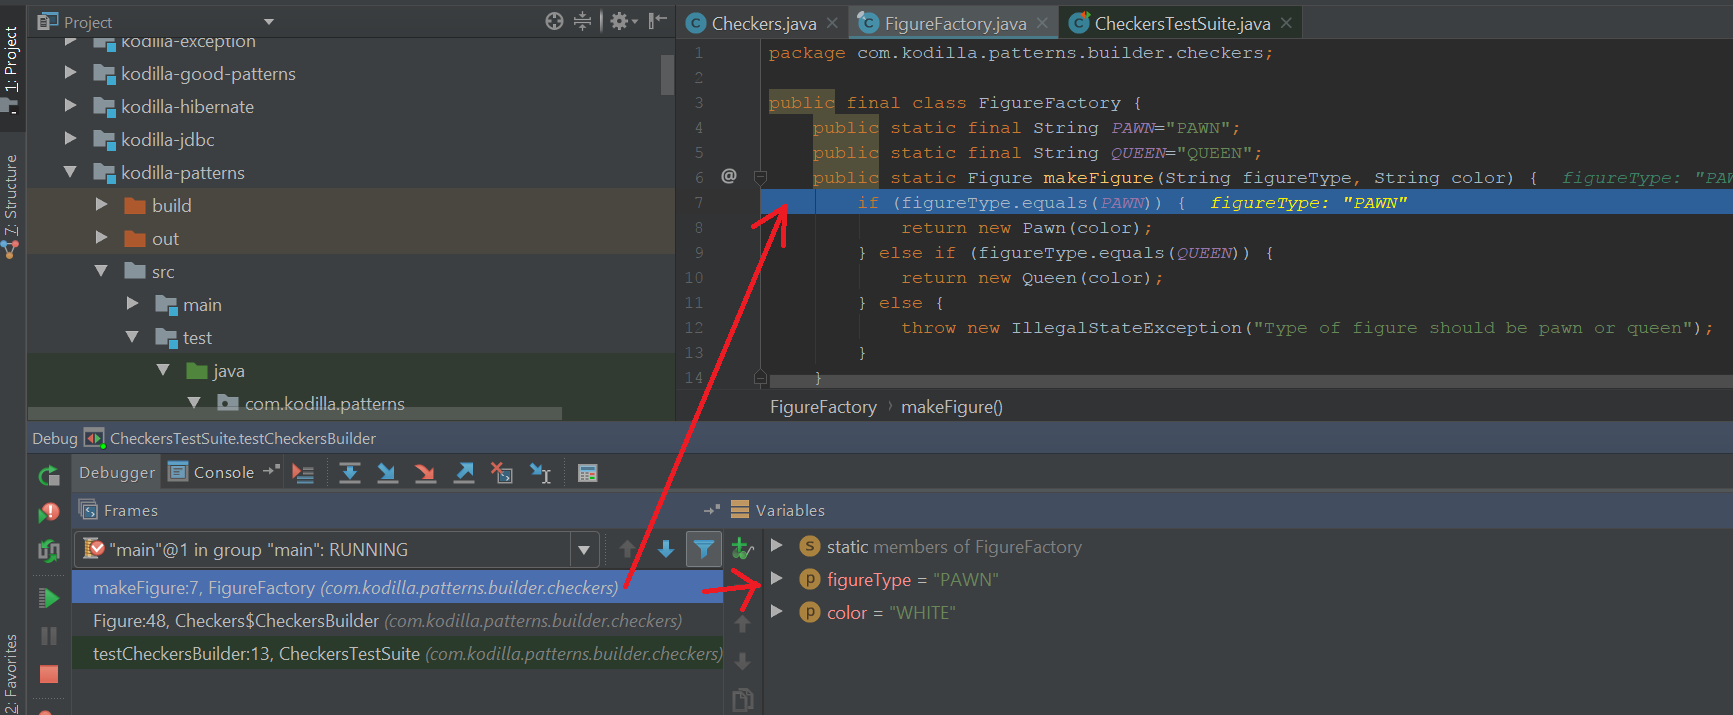 Project
Checkers.java
FigureFactory.java
CheckersTestSuite.java
1: Project
7: Structure
2: Favorites
kodilla-exception
kodilla-good-patterns
kodilla-hibernate
kodilla-jdbc
kodilla-patterns
build
out
src
main
test
java
com.kodilla.patterns
1 package com.kodilla.patterns.builder.checkers;
2
3 public final class FigureFactory {
4 public static final String PAWN="PAWN";
5 public static final String QUEEN="QUEEN";
6 @ public static Figure makeFigure(String figureType, String color) { figureType: "PAW
7 if (figureType.equals(PAWN)) { figureType: "PAWN"
8 return new Pawn(color);
9 } else if (figureType.equals(QUEEN)) {
10 return new Queen(color);
11 } else {
12 throw new IllegalStateException("Type of figure should be pawn or queen");
13 }
14 }
FigureFactory › makeFigure()
Debug CheckersTestSuite.testCheckersBuilder
Debugger Console
Frames
Variables
"main"@1 in group "main": RUNNING
makeFigure:7, FigureFactory (com.kodilla.patterns.builder.checkers)
Figure:48, Checkers$CheckersBuilder (com.kodilla.patterns.builder.checkers)
testCheckersBuilder:13, CheckersTestSuite (com.kodilla.patterns.builder.checkers)
s static members of FigureFactory
p figureType = "PAWN"
p color = "WHITE"